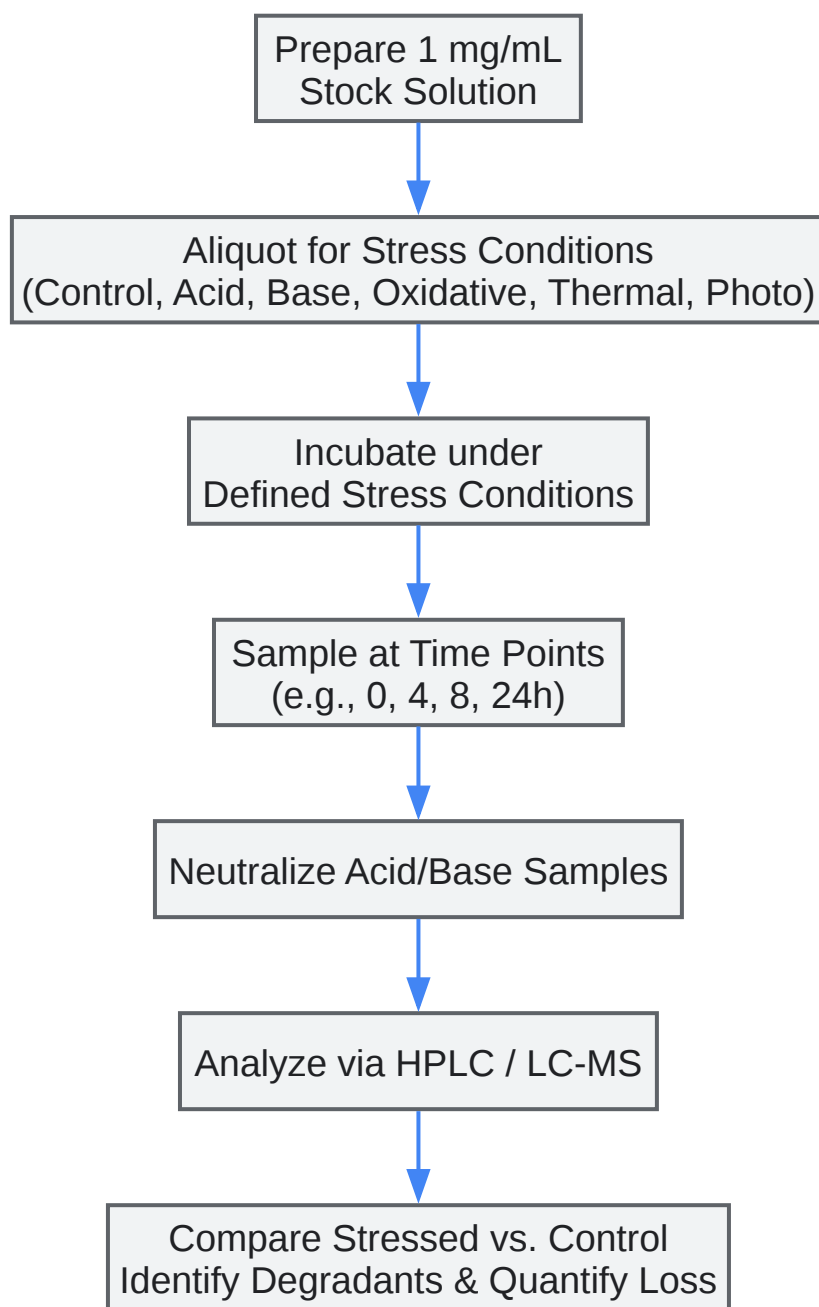 Prepare 1 mg/mL
Stock Solution
Aliquot for Stress Conditions
(Control, Acid, Base, Oxidative, Thermal, Photo)
Incubate under
Defined Stress Conditions
Sample at Time Points
(e.g., 0, 4, 8, 24h)
Neutralize Acid/Base Samples
Analyze via HPLC / LC-MS
Compare Stressed vs. Control
Identify Degradants & Quantify Loss